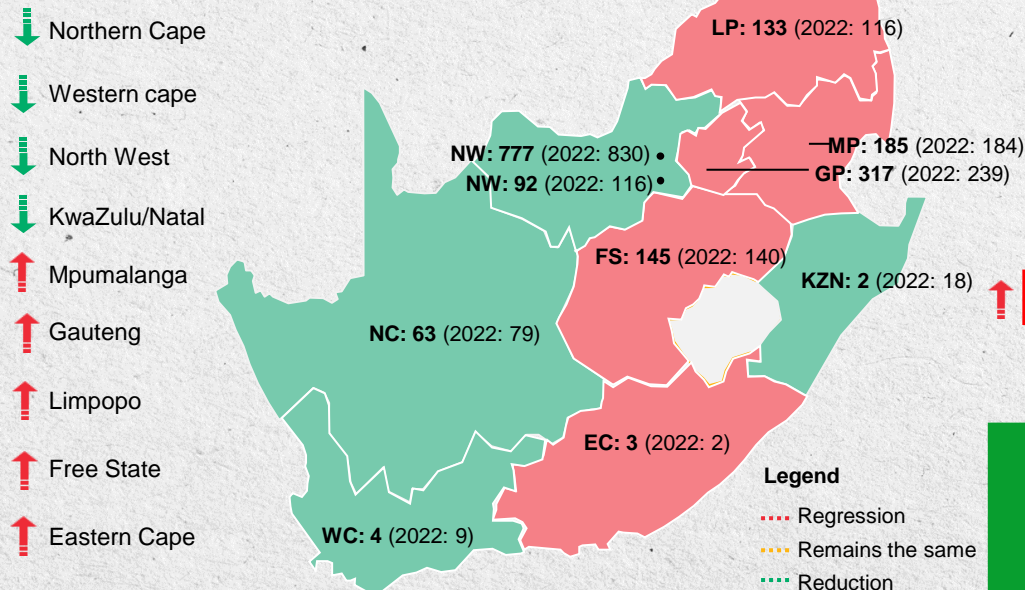 Northern Cape
Western cape
North West
KwaZulu/Natal
Mpumalanga
Gauteng
Limpopo
Free State
Eastern Cape
LP: 133 (2022: 116)
NW: 777 (2022: 830)
NW: 92 (2022: 116)
MP: 185 (2022: 184)
GP: 317 (2022: 239)
FS: 145 (2022: 140)
KZN: 2 (2022: 18)
NC: 63 (2022: 79)
EC: 3 (2022: 2)
WC: 4 (2022: 9)
Legend
Regression
Remains the same
Reduction